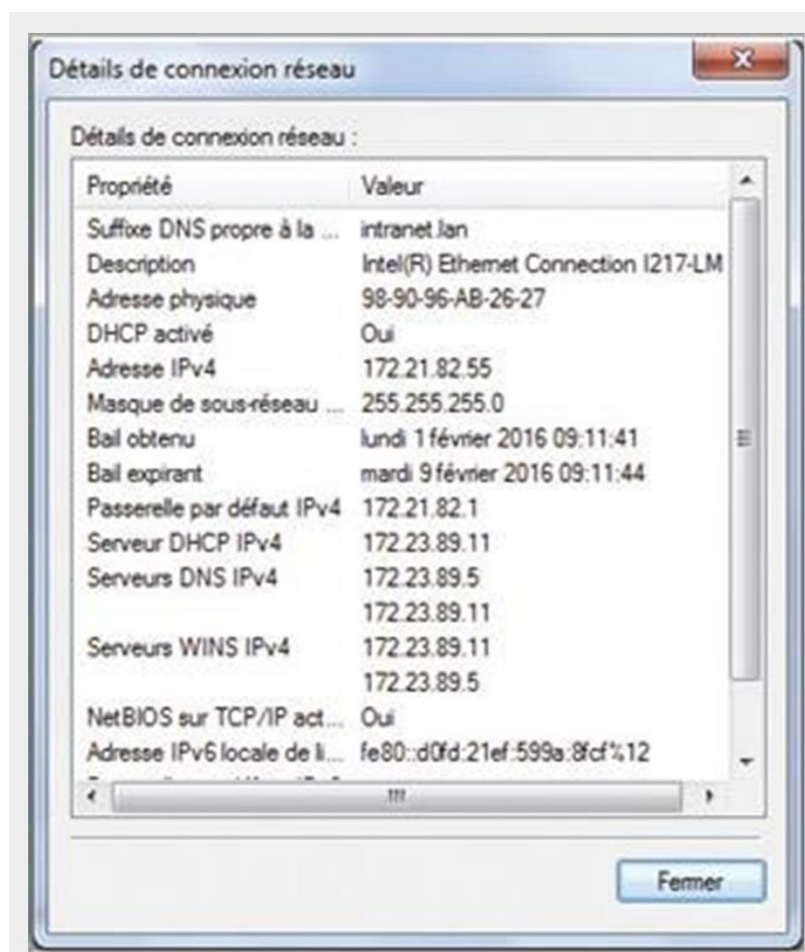 Détails de connexion réseau
Détails de connexion réseau :
Propriété Valeur
Suffixe DNS propre à la ... intranet.lan
Description Intel(R) Ethernet Connection I217-LM
Adresse physique 98-90-96-AB-26-27
DHCP activé Oui
Adresse IPv4 172.21.82.55
Masque de sous-réseau ... 255.255.255.0
Bail obtenu lundi 1 février 2016 09:11:41
Bail expirant mardi 9 février 2016 09:11:44
Passerelle par défaut IPv4 172.21.82.1
Serveur DHCP IPv4 172.23.89.11
Serveurs DNS IPv4 172.23.89.5
172.23.89.11
Serveurs WINS IPv4 172.23.89.11
172.23.89.5
NetBIOS sur TCP/IP act... Oui
Adresse IPv6 locale de li... fe80::d0fd:21ef:599a:8fcf%12
Fermer